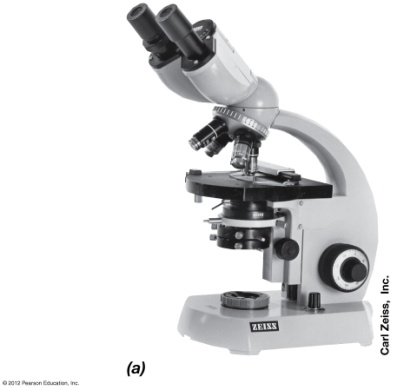 ZEISS
Carl Zeiss, Inc.
(a)
© 2012 Pearson Education, Inc.